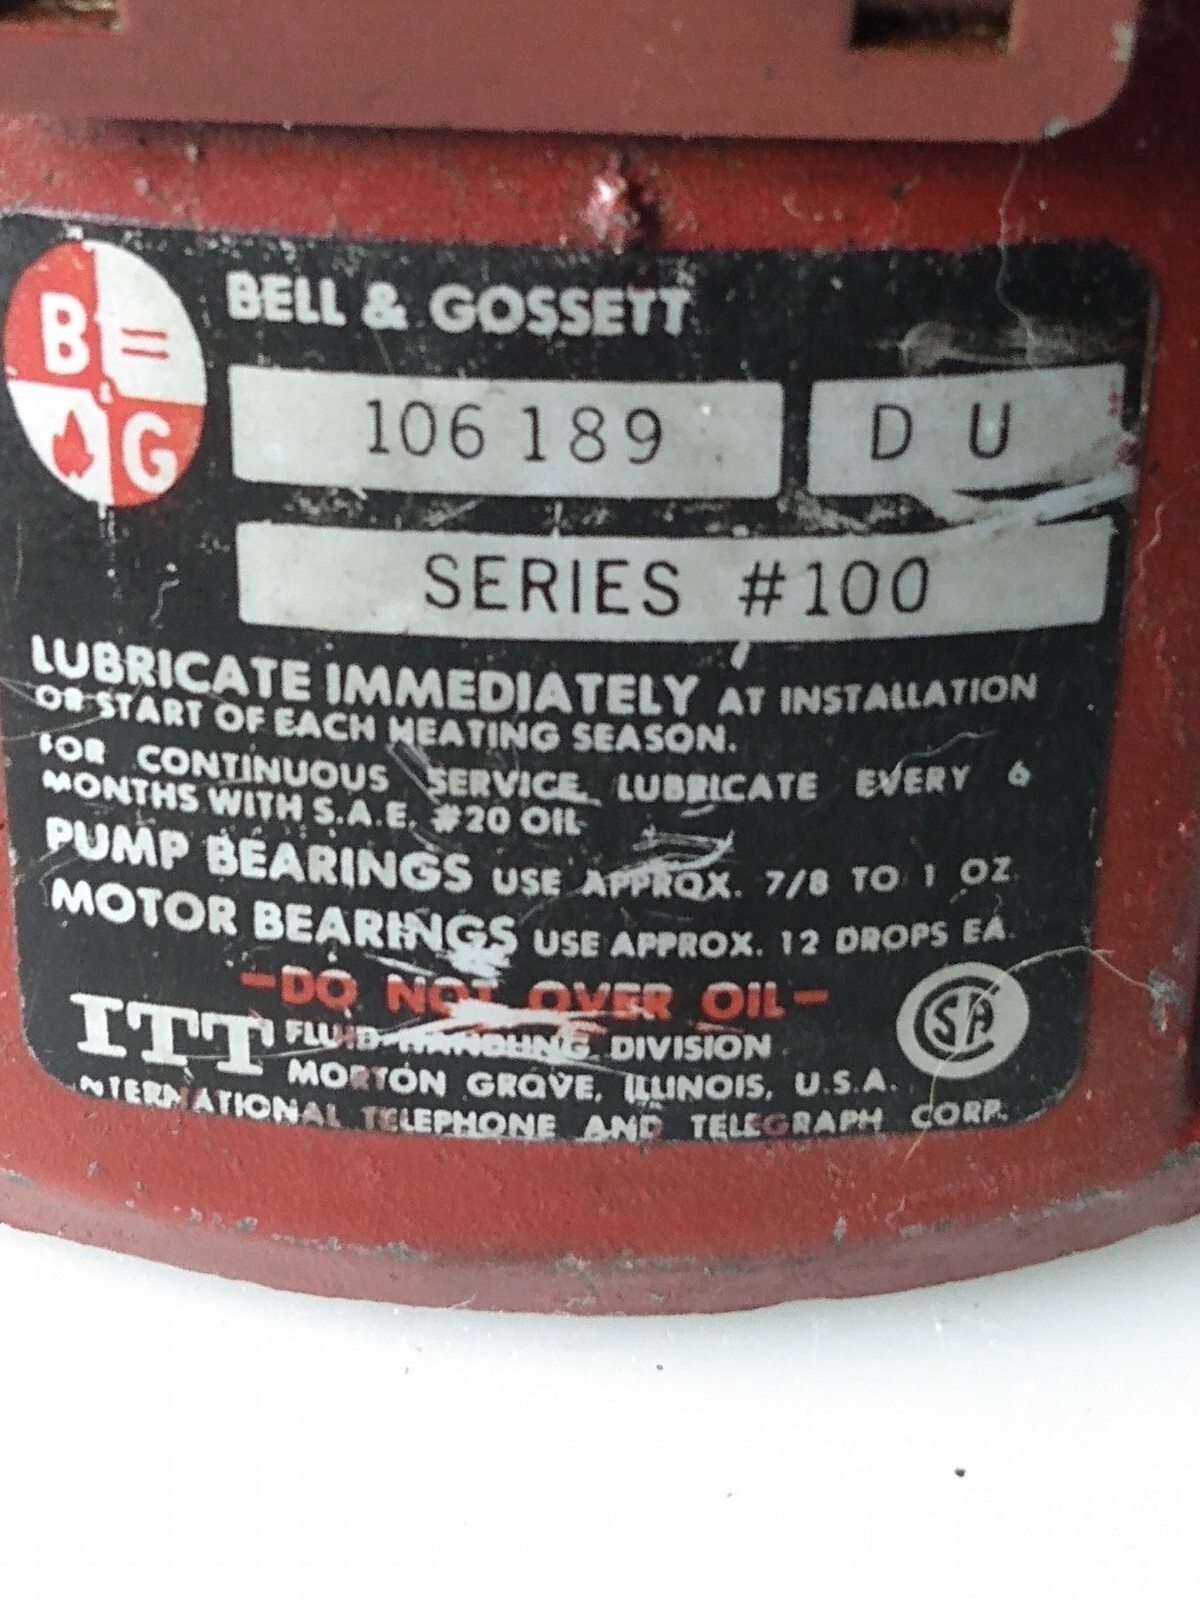 B
G
BELL & GOSSETT
106 189 D U
SERIES #100
LUBRICATE IMMEDIATELY AT INSTALLATION
OR START OF EACH HEATING SEASON.
FOR CONTINUOUS SERVICE LUBRICATE EVERY 6
MONTHS WITH S.A.E. #20 OIL
PUMP BEARINGS USE APPROX. 7/8 TO 1 OZ.
MOTOR BEARINGS USE APPROX. 12 DROPS EA.
-DO NOT OVER OIL-
ITT FLUID HANDLING DIVISION
MORTON GROVE, ILLINOIS, U.S.A.
INTERNATIONAL TELEPHONE AND TELEGRAPH CORP.
CSA